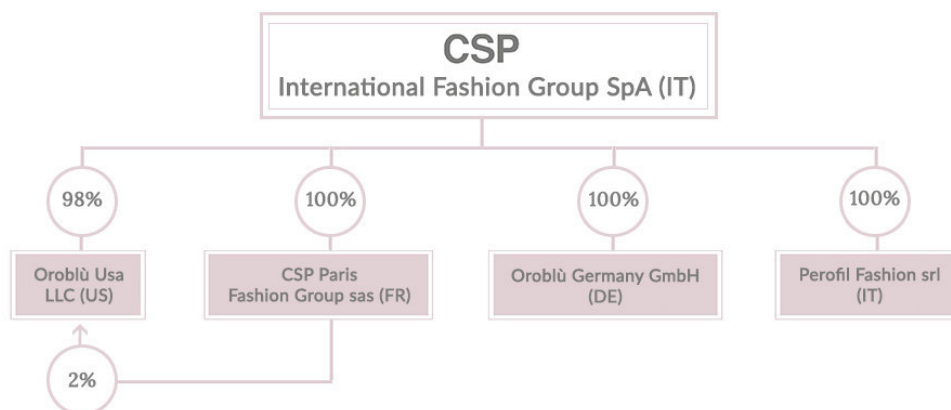 CSP
International Fashion Group SpA (IT)
98%
100%
100%
100%
Oroblù Usa
LLC (US)
CSP Paris
Fashion Group sas (FR)
Oroblù Germany GmbH
(DE)
Perofil Fashion srl
(IT)
2%